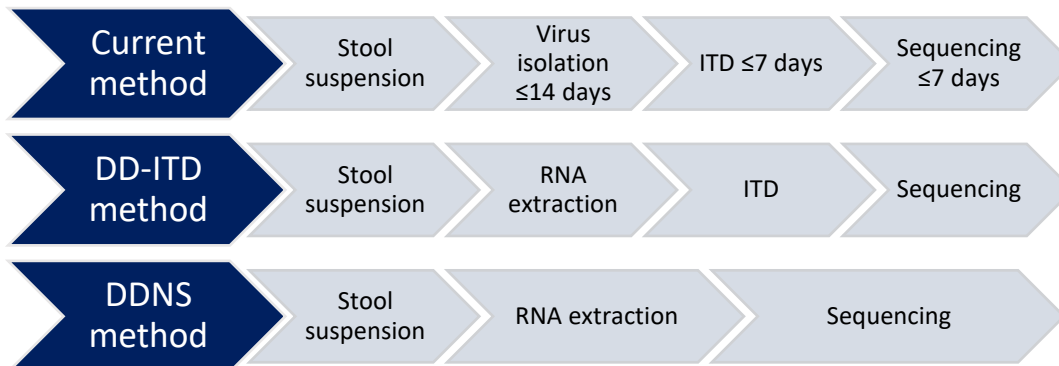 Current
method
Stool
suspension
Virus
isolation
≤14 days
ITD ≤7 days
Sequencing
≤7 days
DD-ITD
method
Stool
suspension
RNA
extraction
ITD
Sequencing
DDNS
method
Stool
suspension
RNA extraction
Sequencing